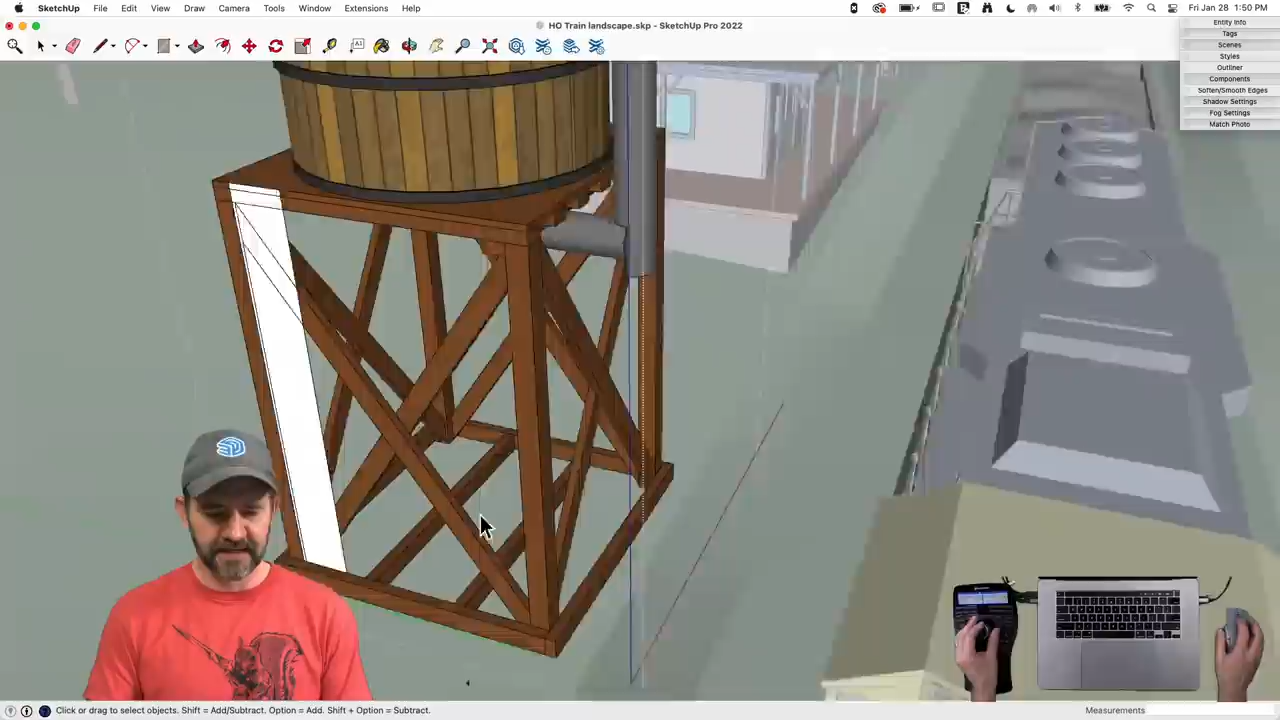 SketchUp File Edit View Draw Camera Tools Window Extensions Help
Fri Jan 28 1:50 PM
HO Train landscape.skp - SketchUp Pro 2022
Entity Info
Tags
Scenes
Styles
Outliner
Components
Soften/Smooth Edges
Shadow Settings
Fog Settings
Match Photo
Click or drag to select objects. Shift = Add/Subtract. Option = Add. Shift + Option = Subtract.
Measurements